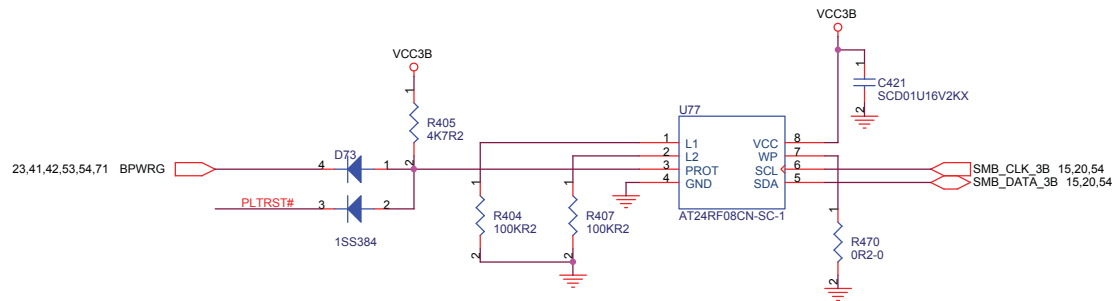 VCC3B
VCC3B
1
C421
SCD01U16V2KX
2
1
R405
4K7R2
2
U77
1 L1 VCC 8
2 L2 WP 7
3 PROT SCL 6
4 GND SDA 5
AT24RF08CN-SC-1
23,41,42,53,54,71 BPWRG
4 D73 1
PLTRST# 3 2
1SS384
SMB_CLK_3B 15,20,54
SMB_DATA_3B 15,20,54
1
R404
100KR2
2
1
R407
100KR2
2
1
R470
0R2-0
2